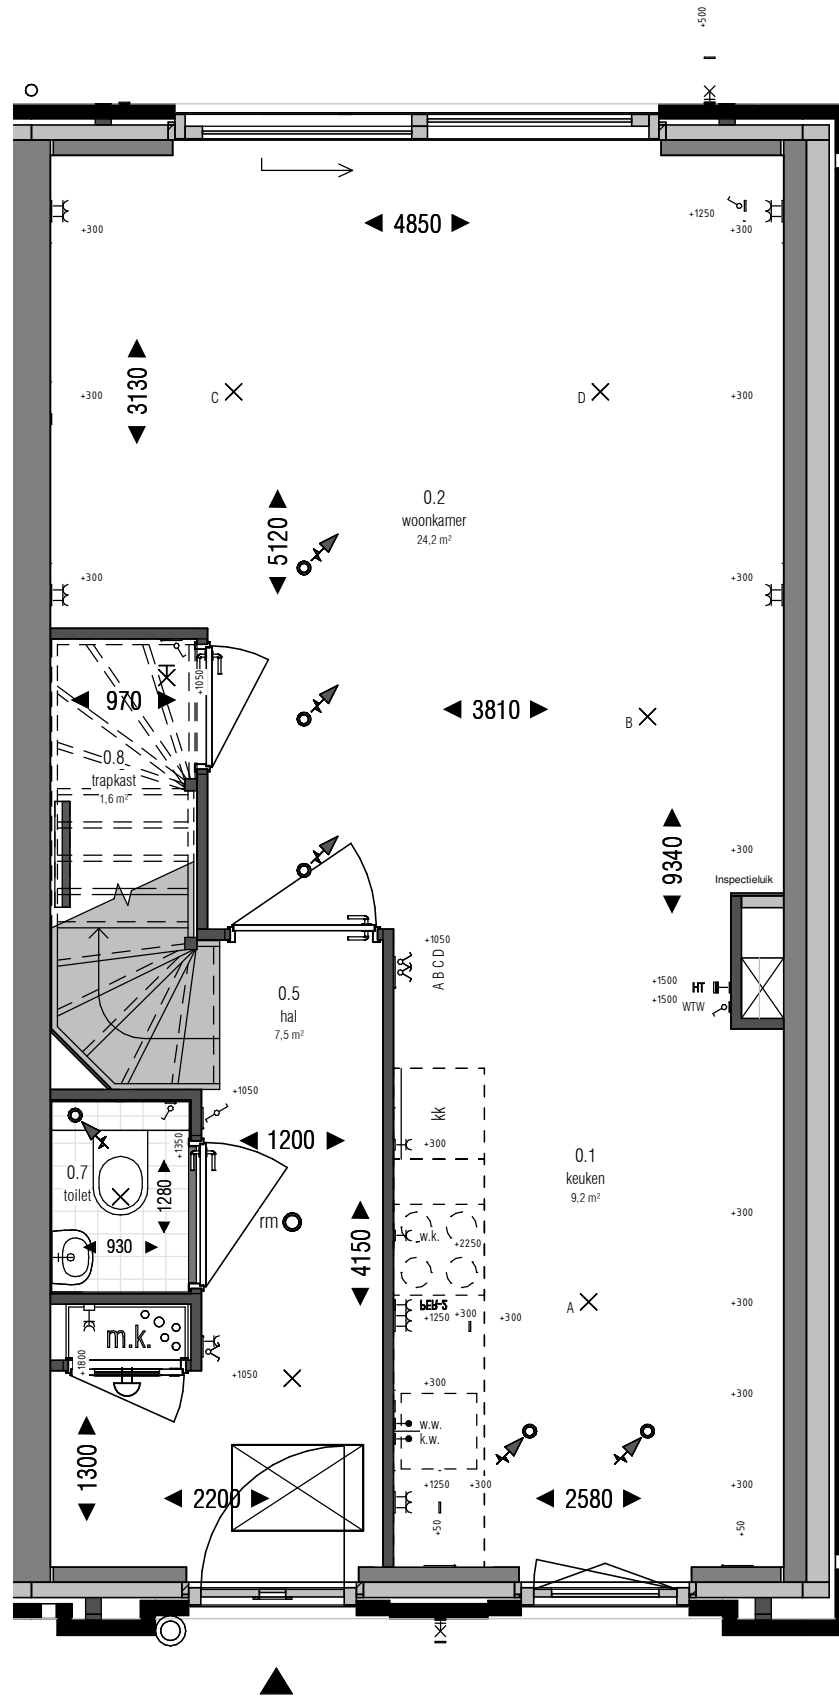 +500
4850
+1250
+300
+300
3130
C
D
+300
+300
0.2
woonkamer
24,2 m²
5120
+300
+300
970
+1050
3810
B
0.8
trapkast
1,6 m²
9340
+300
Inspectieluik
+1050
A B C D
+1500
HT
+1500
WTW
0.5
hal
7,5 m²
+1050
kk
+300
1200
+1350
0.7
toilet
1280
0.1
keuken
9,2 m²
930
rm
4150
w.k.
+2250
+300
PER-2
+1250
+300
+300
A
+300
m.k.
+1800
+1050
+300
+300
w.w.
k.w.
1300
2200
+1250
+300
2580
+300
+50
+50